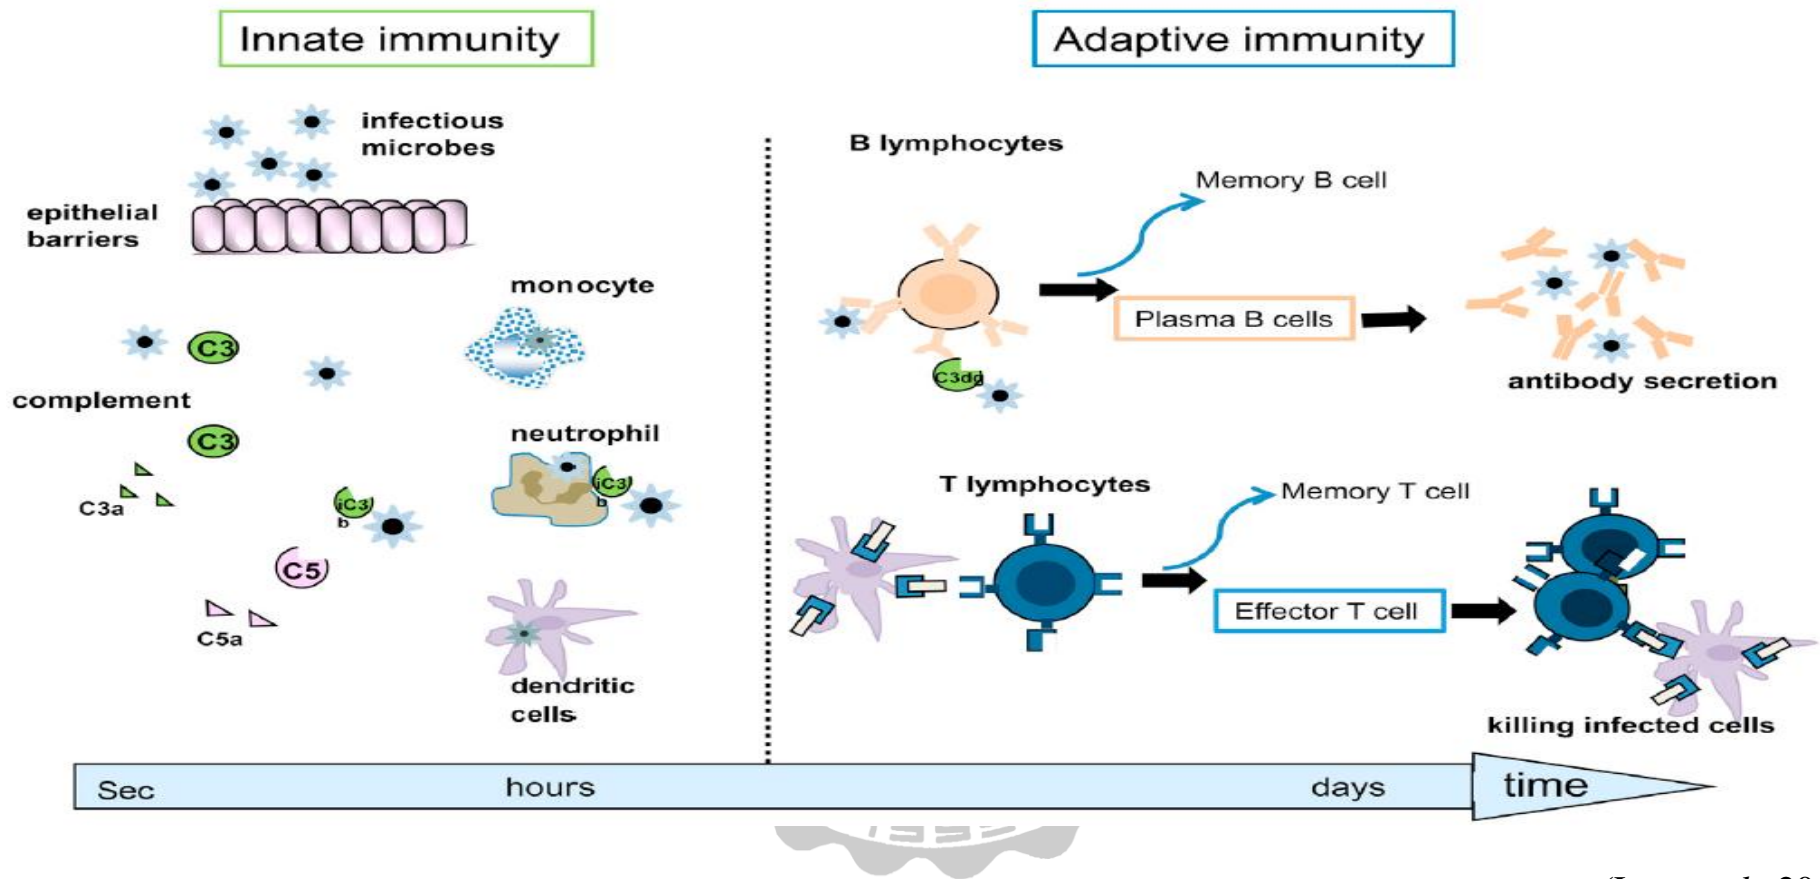 Innate immunity
Adaptive immunity
infectious
microbes
epithelial
barriers
monocyte
C3
complement
neutrophil
C3
iC3
b
iC3
b
C3a
C5
C5a
dendritic
cells
B lymphocytes
Memory B cell
Plasma B cells
C3dg
antibody secretion
T lymphocytes
Memory T cell
Effector T cell
killing infected cells
Sec
hours
days
time